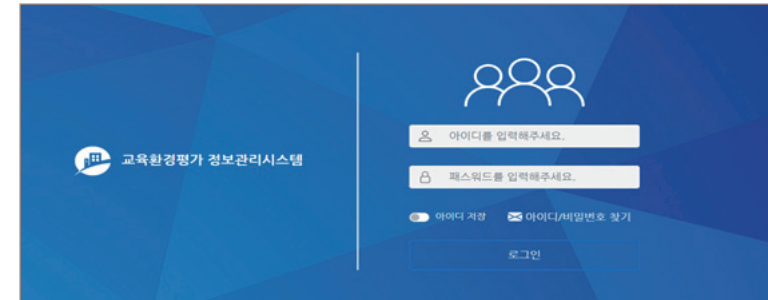 교육환경평가 정보관리시스템
아이디를 입력해주세요.
패스워드를 입력해주세요.
아이디 저장
아이디/비밀번호 찾기
로그인